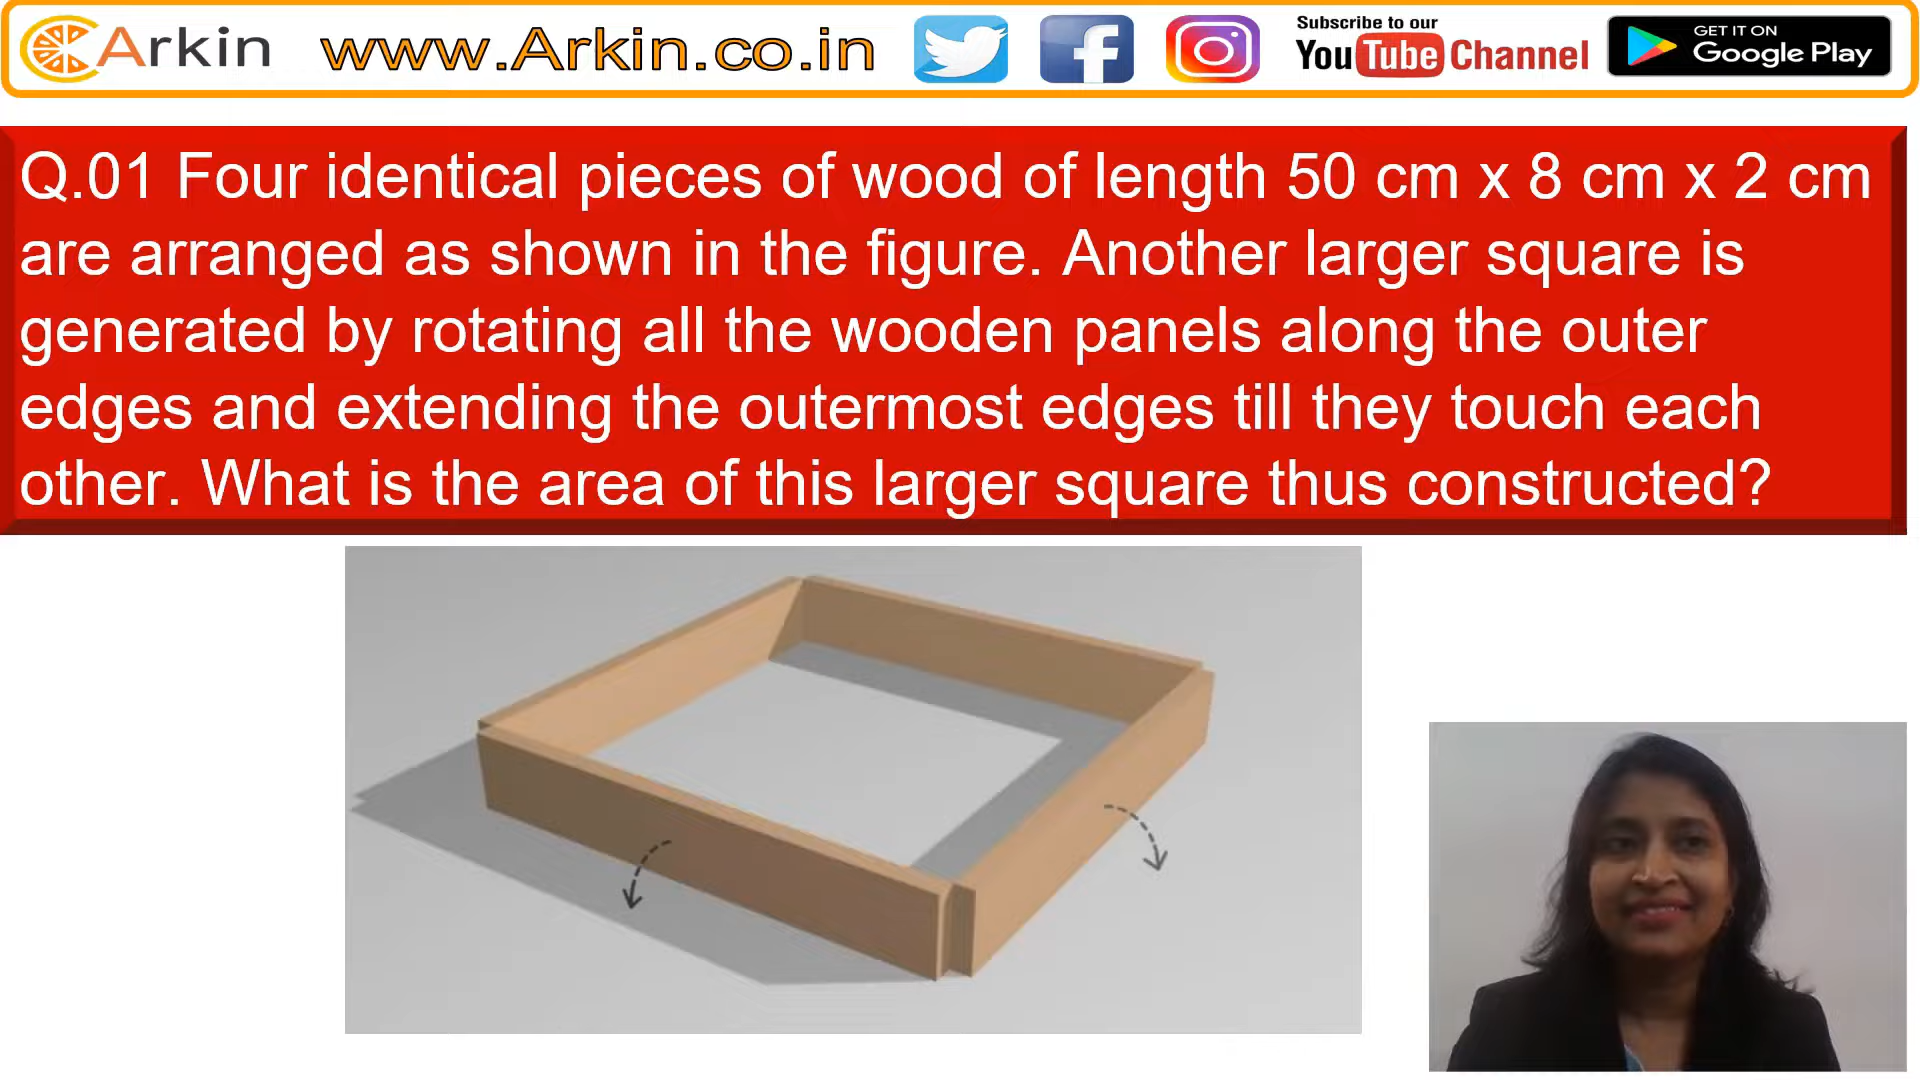 Arkin www.Arkin.co.in Subscribe to our YouTube Channel GET IT ON Google Play
Q.01 Four identical pieces of wood of length 50 cm x 8 cm x 2 cm
are arranged as shown in the figure. Another larger square is
generated by rotating all the wooden panels along the outer
edges and extending the outermost edges till they touch each
other. What is the area of this larger square thus constructed?